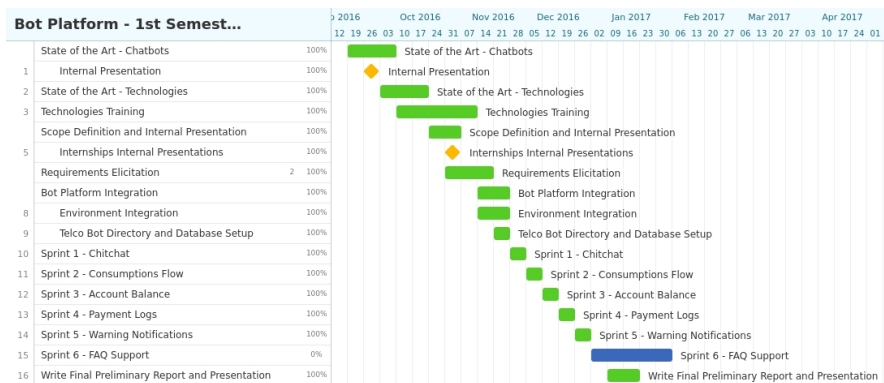 Bot Platform - 1st Semest...
2016 Oct 2016 Nov 2016 Dec 2016 Jan 2017 Feb 2017 Mar 2017 Apr 2017
12 19 26 03 10 17 24 31 07 14 21 28 05 12 19 26 02 09 16 23 30 06 13 20 27 06 13 20 27 03 10 17 24 01
State of the Art - Chatbots 100% State of the Art - Chatbots
1 Internal Presentation 100% Internal Presentation
2 State of the Art - Technologies 100% State of the Art - Technologies
3 Technologies Training 100% Technologies Training
Scope Definition and Internal Presentation 100% Scope Definition and Internal Presentation
5 Internships Internal Presentations 100% Internships Internal Presentations
Requirements Elicitation 2 100% Requirements Elicitation
Bot Platform Integration 100% Bot Platform Integration
8 Environment Integration 100% Environment Integration
9 Telco Bot Directory and Database Setup 100% Telco Bot Directory and Database Setup
10 Sprint 1 - Chitchat 100% Sprint 1 - Chitchat
11 Sprint 2 - Consumptions Flow 100% Sprint 2 - Consumptions Flow
12 Sprint 3 - Account Balance 100% Sprint 3 - Account Balance
13 Sprint 4 - Payment Logs 100% Sprint 4 - Payment Logs
14 Sprint 5 - Warning Notifications 100% Sprint 5 - Warning Notifications
15 Sprint 6 - FAQ Support 0% Sprint 6 - FAQ Support
16 Write Final Preliminary Report and Presentation 100% Write Final Preliminary Report and Presentation